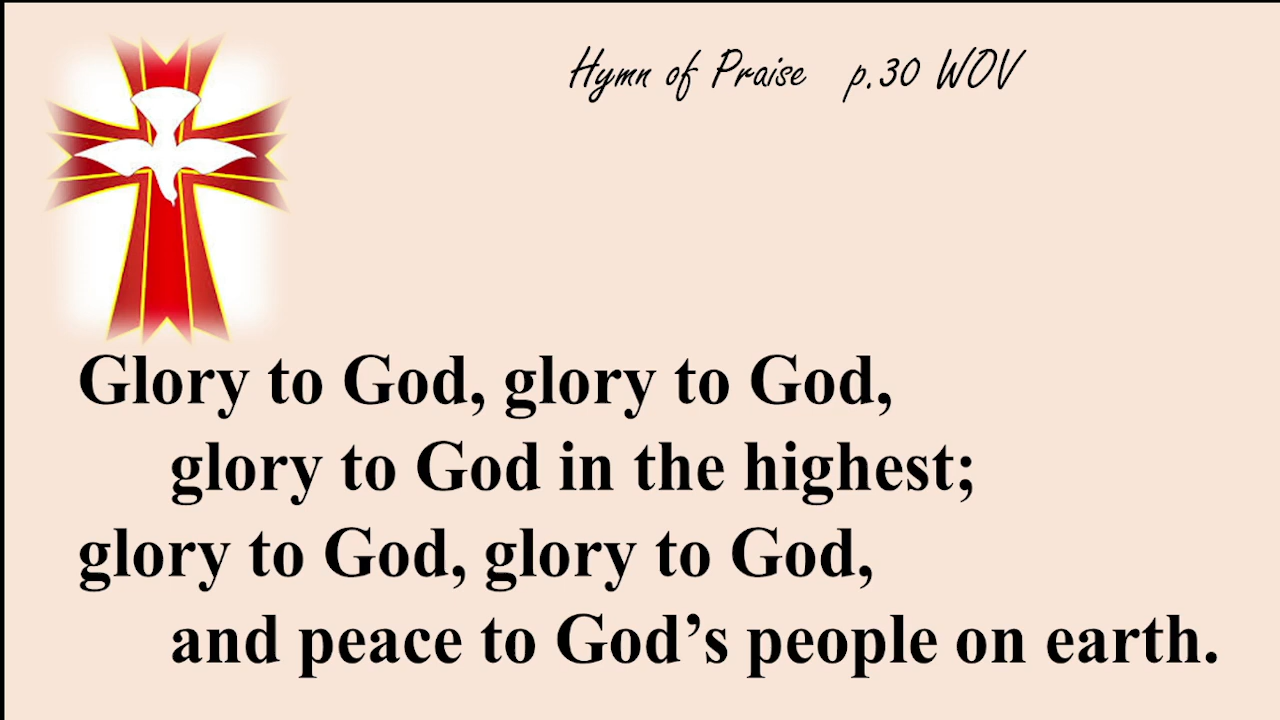 Hymn of Praise p.30 WOV
Glory to God, glory to God,
glory to God in the highest;
glory to God, glory to God,
and peace to God’s people on earth.